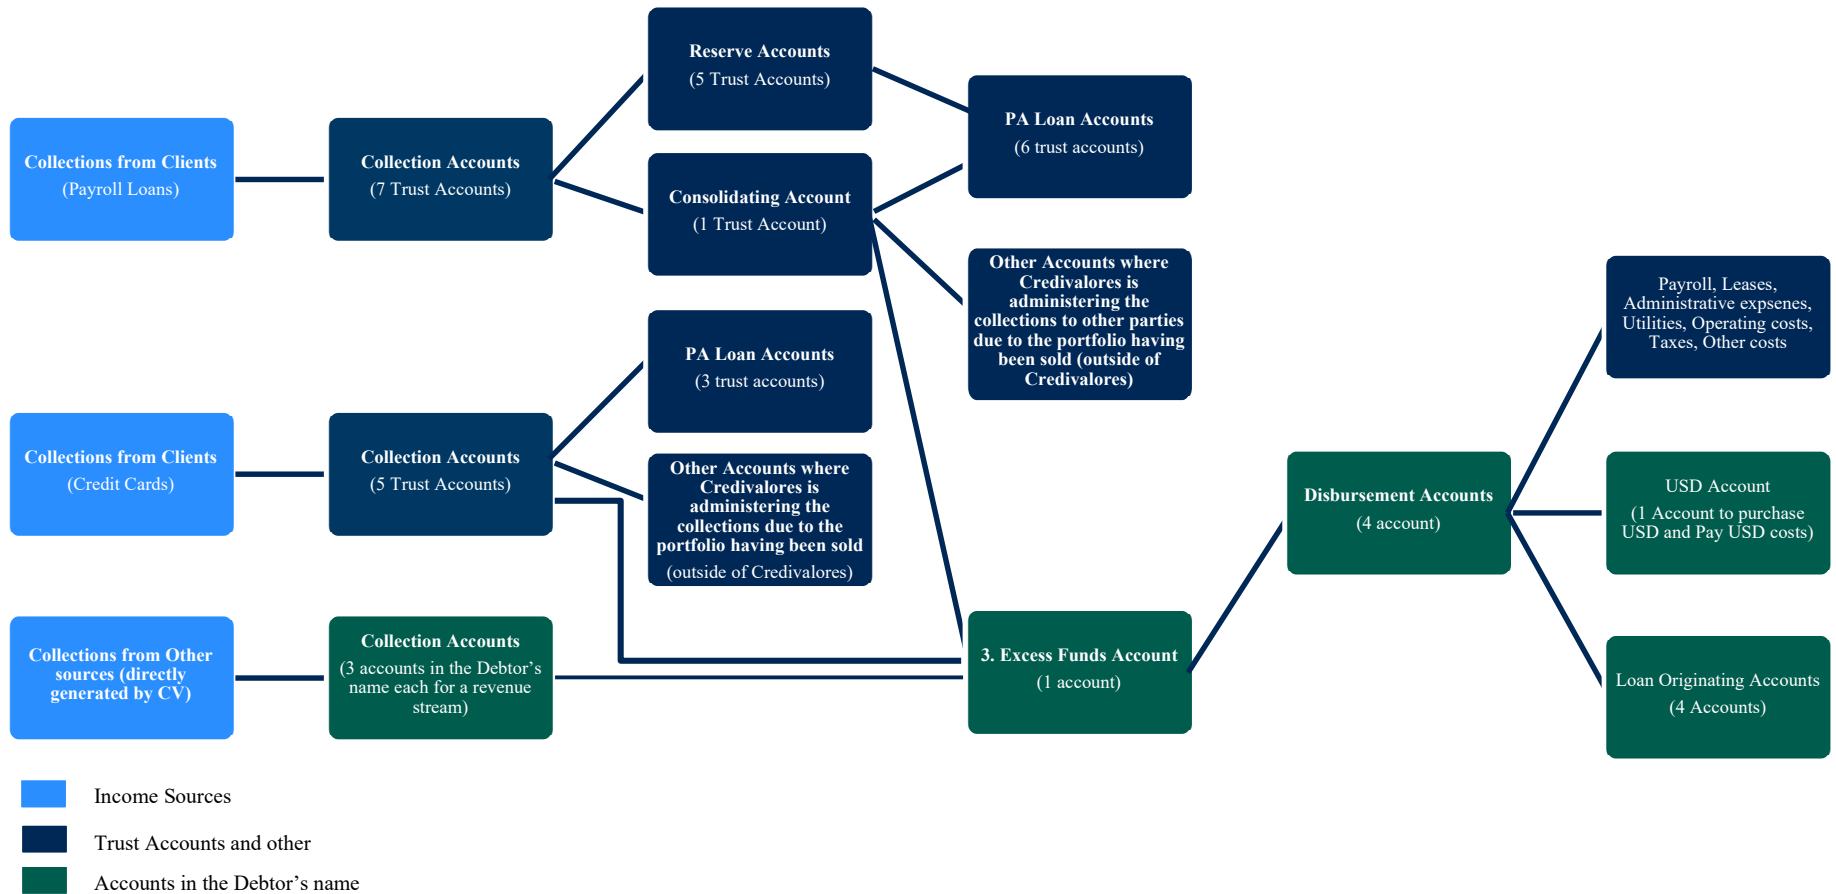 Reserve Accounts
(5 Trust Accounts)
PA Loan Accounts
(6 trust accounts)
Collections from Clients
(Payroll Loans)
Collection Accounts
(7 Trust Accounts)
Consolidating Account
(1 Trust Account)
Other Accounts where
Credivalores is
administering the
collections to other parties
due to the portfolio having
been sold (outside of
Credivalores)
Payroll, Leases,
Administrative expsenes,
Utilities, Operating costs,
Taxes, Other costs
PA Loan Accounts
(3 trust accounts)
Collections from Clients
(Credit Cards)
Collection Accounts
(5 Trust Accounts)
Other Accounts where
Credivalores is
administering the
collections due to the
portfolio having been sold
(outside of Credivalores)
Disbursement Accounts
(4 account)
USD Account
(1 Account to purchase
USD and Pay USD costs)
Collections from Other
sources (directly
generated by CV)
Collection Accounts
(3 accounts in the Debtor’s
name each for a revenue
stream)
3. Excess Funds Account
(1 account)
Loan Originating Accounts
(4 Accounts)
Income Sources
Trust Accounts and other
Accounts in the Debtor’s name